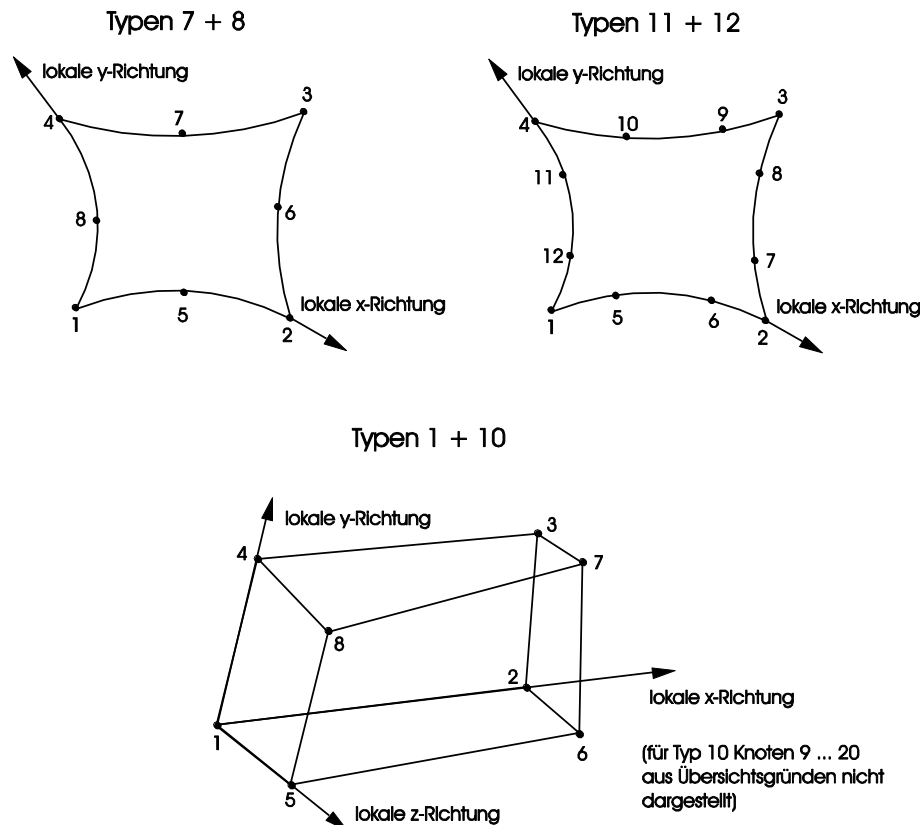 Typen 7 + 8
lokale y-Richtung
4
7
3
8
6
1
5
2
lokale x-Richtung
Typen 11 + 12
lokale y-Richtung
4
10
9
3
11
8
12
7
1
5
6
2
lokale x-Richtung
Typen 1 + 10
lokale y-Richtung
4
3
7
8
2
lokale x-Richtung
1
6
5
lokale z-Richtung
(für Typ 10 Knoten 9 ... 20
aus Übersichtsgründen nicht
dargestellt)